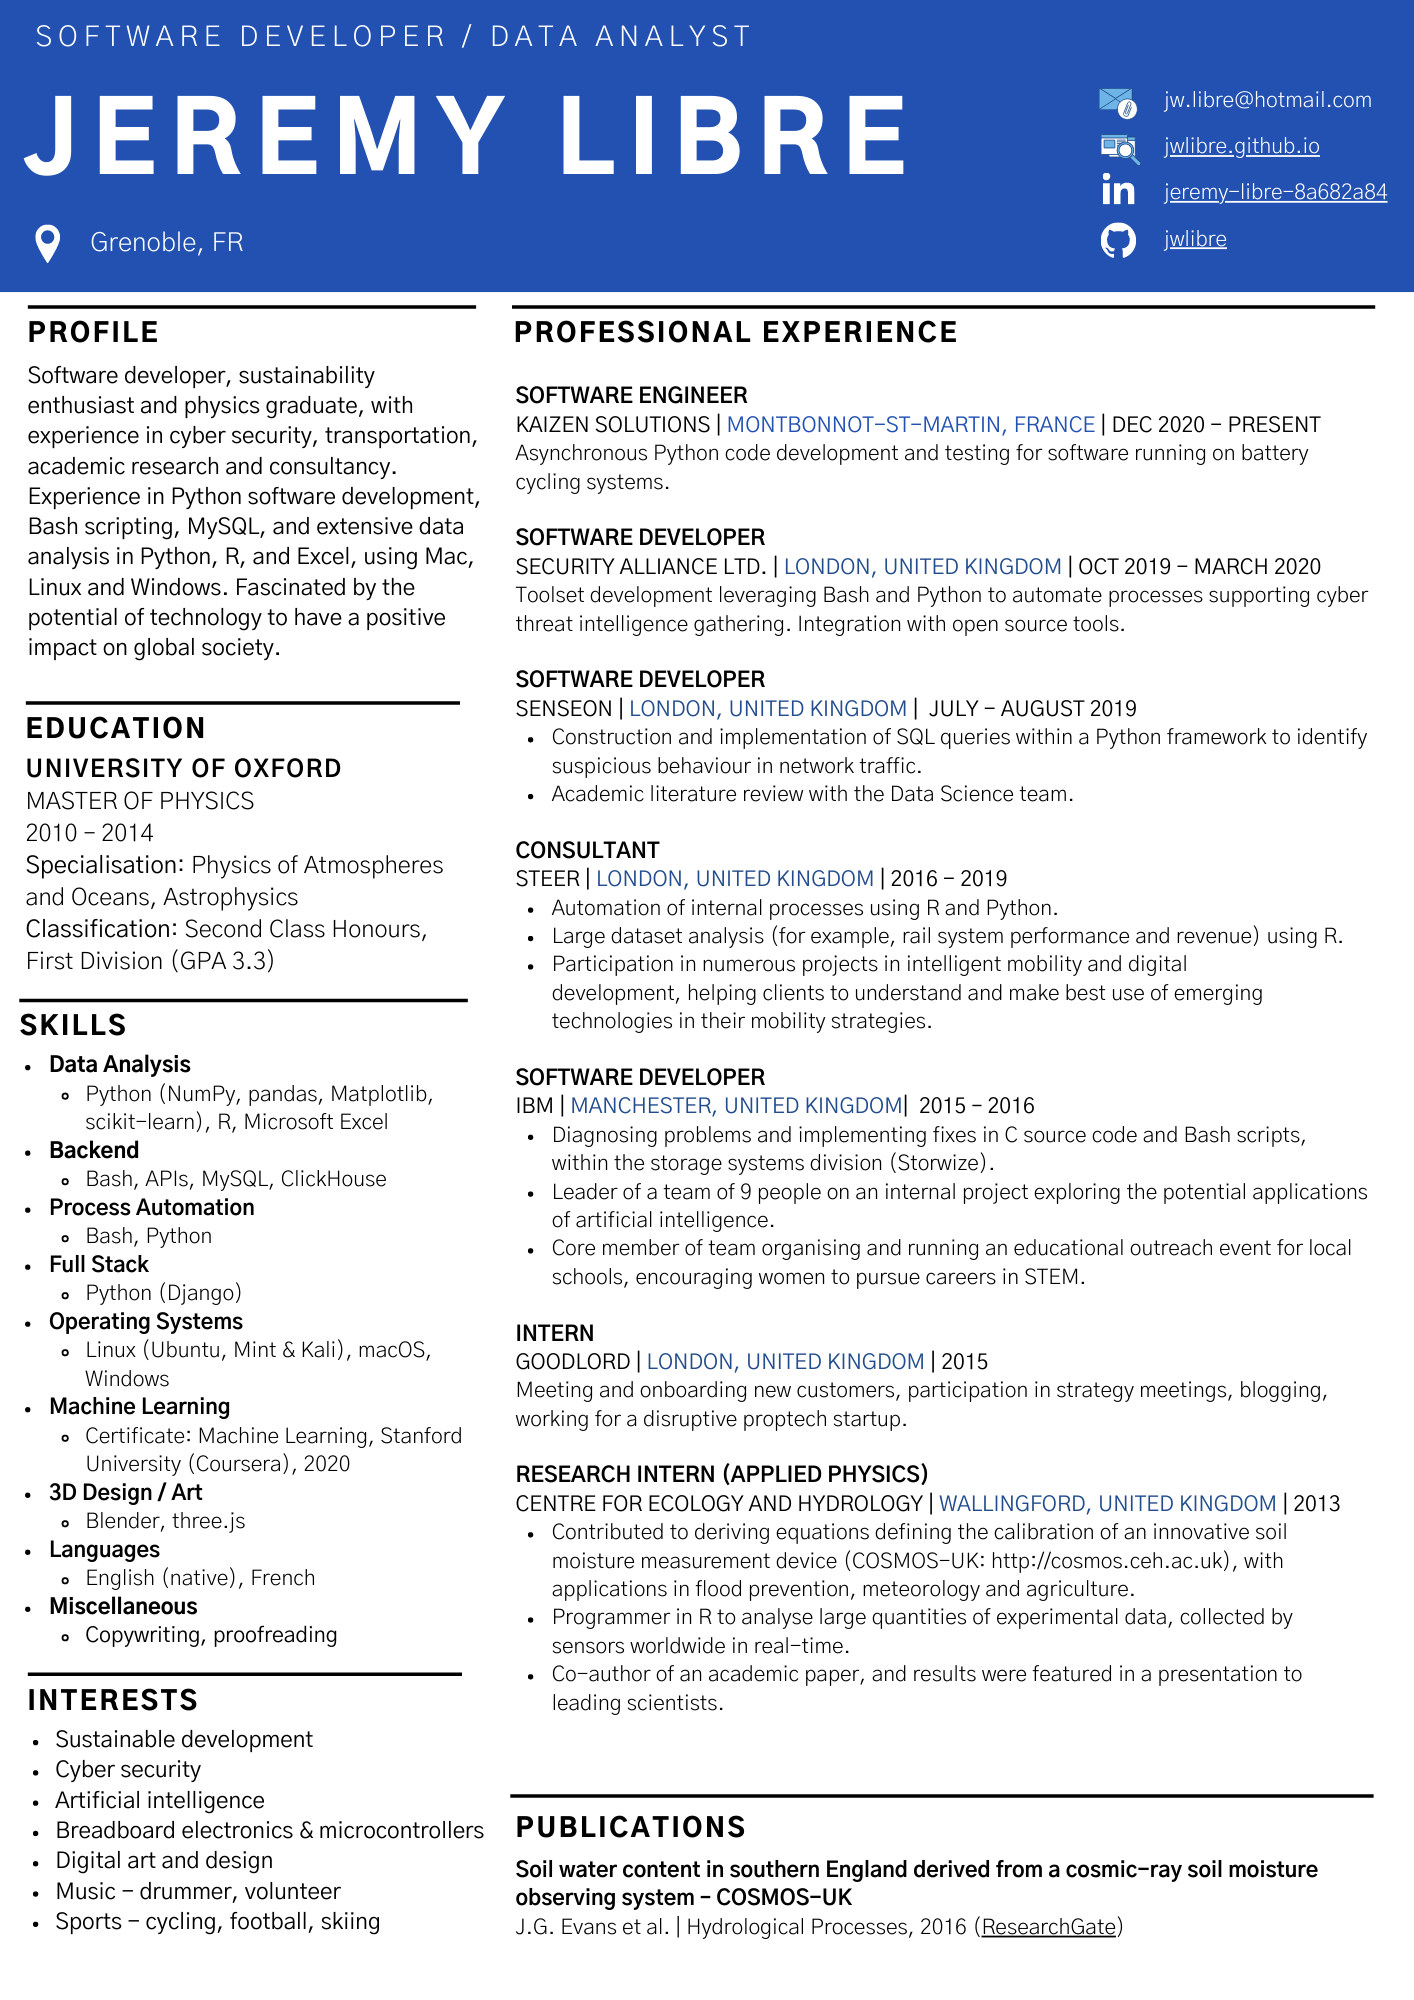 SOFTWARE DEVELOPER / DATA ANALYST
JEREMY LIBRE
Grenoble, FR
jw.libre@hotmail.com
jwlibre.github.io
jeremy-libre-8a682a84
jwlibre
PROFILE
Software developer, sustainability
enthusiast and physics graduate, with
experience in cyber security, transportation,
academic research and consultancy.
Experience in Python software development,
Bash scripting, MySQL, and extensive data
analysis in Python, R, and Excel, using Mac,
Linux and Windows. Fascinated by the
potential of technology to have a positive
impact on global society.
EDUCATION
UNIVERSITY OF OXFORD
MASTER OF PHYSICS
2010 - 2014
Specialisation: Physics of Atmospheres
and Oceans, Astrophysics
Classification: Second Class Honours,
First Division (GPA 3.3)
SKILLS
• Data Analysis
Python (NumPy, pandas, Matplotlib,
scikit-learn), R, Microsoft Excel
• Backend
Bash, APIs, MySQL, ClickHouse
• Process Automation
Bash, Python
• Full Stack
Python (Django)
• Operating Systems
Linux (Ubuntu, Mint & Kali), macOS,
Windows
• Machine Learning
Certificate: Machine Learning, Stanford
University (Coursera), 2020
• 3D Design / Art
Blender, three.js
• Languages
English (native), French
• Miscellaneous
Copywriting, proofreading
INTERESTS
• Sustainable development
• Cyber security
• Artificial intelligence
• Breadboard electronics & microcontrollers
• Digital art and design
• Music - drummer, volunteer
• Sports - cycling, football, skiing
PROFESSIONAL EXPERIENCE
SOFTWARE ENGINEER
KAIZEN SOLUTIONS | MONTBONNOT-ST-MARTIN, FRANCE | DEC 2020 - PRESENT
Asynchronous Python code development and testing for software running on battery
cycling systems.
SOFTWARE DEVELOPER
SECURITY ALLIANCE LTD. | LONDON, UNITED KINGDOM | OCT 2019 - MARCH 2020
Toolset development leveraging Bash and Python to automate processes supporting cyber
threat intelligence gathering. Integration with open source tools.
SOFTWARE DEVELOPER
SENSEON | LONDON, UNITED KINGDOM | JULY - AUGUST 2019
• Construction and implementation of SQL queries within a Python framework to identify
suspicious behaviour in network traffic.
• Academic literature review with the Data Science team.
CONSULTANT
STEER | LONDON, UNITED KINGDOM | 2016 - 2019
• Automation of internal processes using R and Python.
• Large dataset analysis (for example, rail system performance and revenue) using R.
• Participation in numerous projects in intelligent mobility and digital
development, helping clients to understand and make best use of emerging
technologies in their mobility strategies.
SOFTWARE DEVELOPER
IBM | MANCHESTER, UNITED KINGDOM| 2015 - 2016
• Diagnosing problems and implementing fixes in C source code and Bash scripts,
within the storage systems division (Storwize).
• Leader of a team of 9 people on an internal project exploring the potential applications
of artificial intelligence.
• Core member of team organising and running an educational outreach event for local
schools, encouraging women to pursue careers in STEM.
INTERN
GOODLORD | LONDON, UNITED KINGDOM | 2015
Meeting and onboarding new customers, participation in strategy meetings, blogging,
working for a disruptive proptech startup.
RESEARCH INTERN (APPLIED PHYSICS)
CENTRE FOR ECOLOGY AND HYDROLOGY | WALLINGFORD, UNITED KINGDOM | 2013
• Contributed to deriving equations defining the calibration of an innovative soil
moisture measurement device (COSMOS-UK: http://cosmos.ceh.ac.uk), with
applications in flood prevention, meteorology and agriculture.
• Programmer in R to analyse large quantities of experimental data, collected by
sensors worldwide in real-time.
• Co-author of an academic paper, and results were featured in a presentation to
leading scientists.
PUBLICATIONS
Soil water content in southern England derived from a cosmic-ray soil moisture
observing system – COSMOS-UK
J.G. Evans et al. | Hydrological Processes, 2016 (ResearchGate)